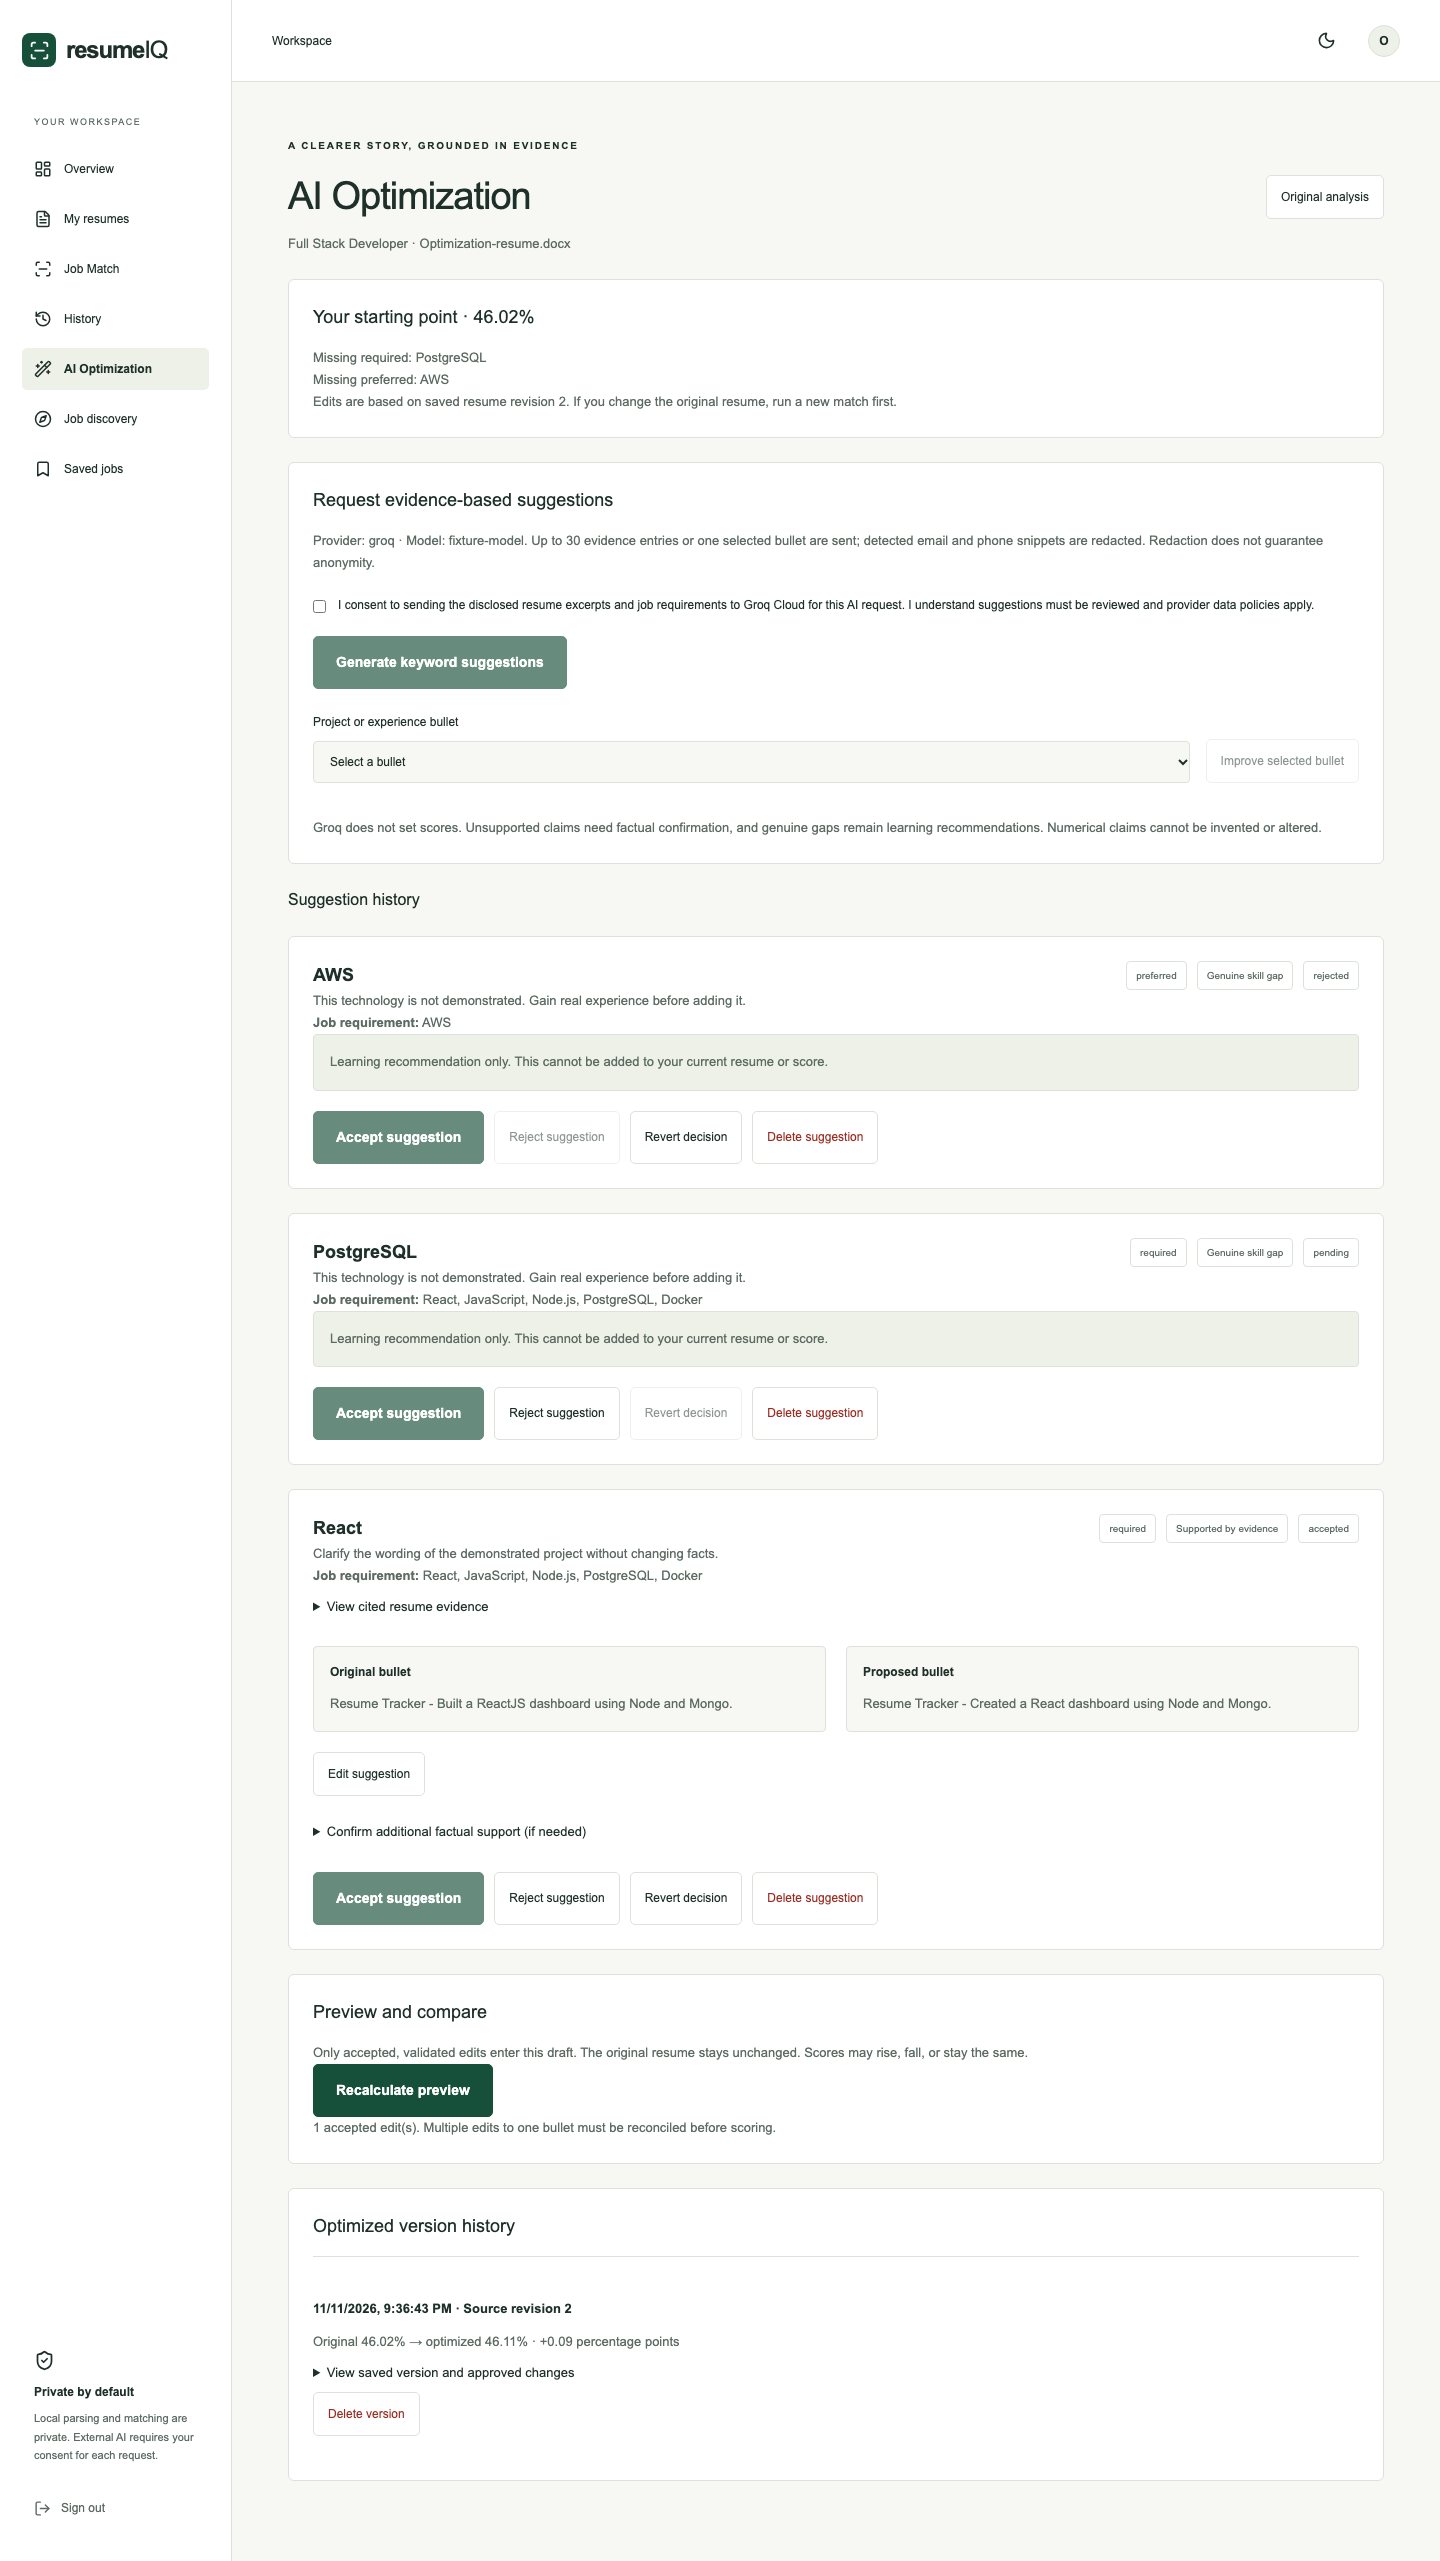 resumeIQ
Workspace
O
YOUR WORKSPACE
Overview
My resumes
Job Match
History
AI Optimization
Job discovery
Saved jobs
A CLEARER STORY, GROUNDED IN EVIDENCE
AI Optimization
Original analysis
Full Stack Developer · Optimization-resume.docx
Your starting point · 46.02%
Missing required: PostgreSQL
Missing preferred: AWS
Edits are based on saved resume revision 2. If you change the original resume, run a new match first.
Request evidence-based suggestions
Provider: groq · Model: fixture-model. Up to 30 evidence entries or one selected bullet are sent; detected email and phone snippets are redacted. Redaction does not guarantee
anonymity.
I consent to sending the disclosed resume excerpts and job requirements to Groq Cloud for this AI request. I understand suggestions must be reviewed and provider data policies apply.
Generate keyword suggestions
Project or experience bullet
Select a bullet
Improve selected bullet
Groq does not set scores. Unsupported claims need factual confirmation, and genuine gaps remain learning recommendations. Numerical claims cannot be invented or altered.
Suggestion history
AWS
preferred
Genuine skill gap
rejected
This technology is not demonstrated. Gain real experience before adding it.
Job requirement: AWS
Learning recommendation only. This cannot be added to your current resume or score.
Accept suggestion
Reject suggestion
Revert decision
Delete suggestion
PostgreSQL
required
Genuine skill gap
pending
This technology is not demonstrated. Gain real experience before adding it.
Job requirement: React, JavaScript, Node.js, PostgreSQL, Docker
Learning recommendation only. This cannot be added to your current resume or score.
Accept suggestion
Reject suggestion
Revert decision
Delete suggestion
React
required
Supported by evidence
accepted
Clarify the wording of the demonstrated project without changing facts.
Job requirement: React, JavaScript, Node.js, PostgreSQL, Docker
View cited resume evidence
Original bullet
Resume Tracker - Built a ReactJS dashboard using Node and Mongo.
Proposed bullet
Resume Tracker - Created a React dashboard using Node and Mongo.
Edit suggestion
Confirm additional factual support (if needed)
Accept suggestion
Reject suggestion
Revert decision
Delete suggestion
Preview and compare
Only accepted, validated edits enter this draft. The original resume stays unchanged. Scores may rise, fall, or stay the same.
Recalculate preview
1 accepted edit(s). Multiple edits to one bullet must be reconciled before scoring.
Optimized version history
11/11/2026, 9:36:43 PM · Source revision 2
Original 46.02% → optimized 46.11% · +0.09 percentage points
View saved version and approved changes
Delete version
Private by default
Local parsing and matching are
private. External AI requires your
consent for each request.
Sign out